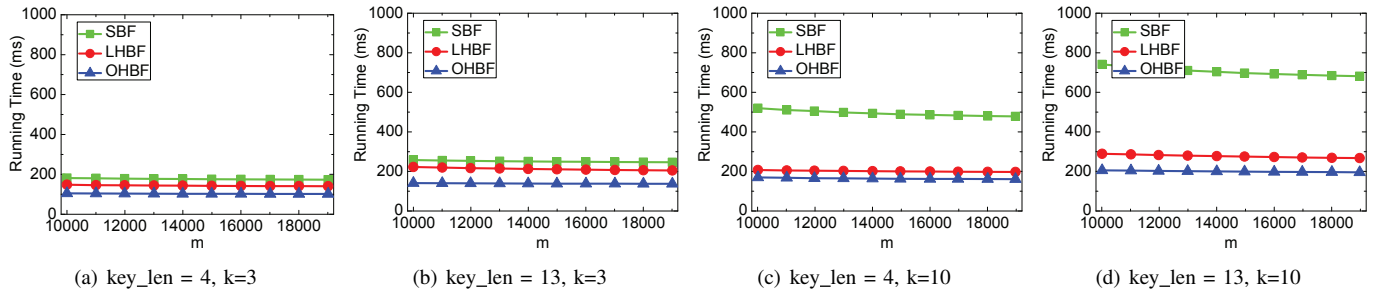 1000
800
600
400
200
0
Running Time (ms)
SBF
LHBF
OHBF
10000 12000 14000 16000 18000
m
(a) key_len = 4, k=3
1000
800
600
400
200
0
Running Time (ms)
SBF
LHBF
OHBF
10000 12000 14000 16000 18000
m
(b) key_len = 13, k=3
1000
800
600
400
200
0
Running Time (ms)
SBF
LHBF
OHBF
10000 12000 14000 16000 18000
m
(c) key_len = 4, k=10
1000
800
600
400
200
0
Running Time (ms)
SBF
LHBF
OHBF
10000 12000 14000 16000 18000
m
(d) key_len = 13, k=10